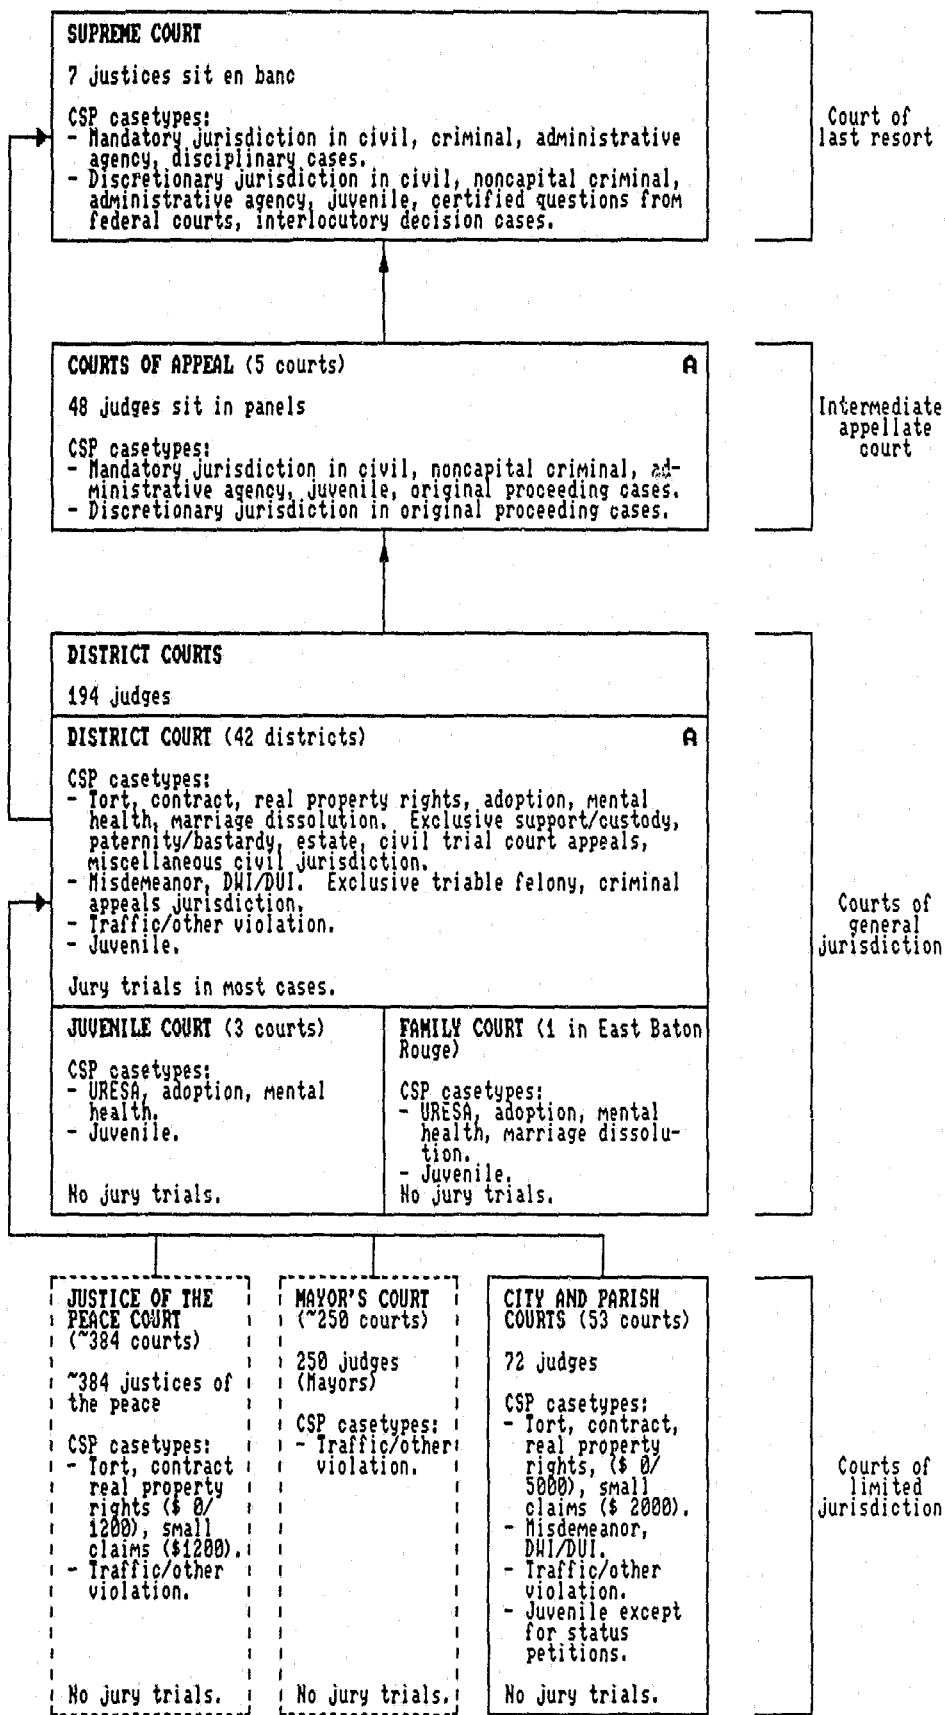 SUPREME COURT
7 justices sit en banc
CSP casetypes:
- Mandatory jurisdiction in civil, criminal, administrative
agency, disciplinary cases.
- Discretionary jurisdiction in civil, noncapital criminal,
administrative agency, juvenile, certified questions from
federal courts, interlocutory decision cases.
Court of
last resort
COURTS OF APPEAL (5 courts) A
48 judges sit in panels
CSP casetypes:
- Mandatory jurisdiction in civil, noncapital criminal, ad-
ministrative agency, juvenile, original proceeding cases.
- Discretionary jurisdiction in original proceeding cases.
Intermediate
appellate
court
DISTRICT COURTS
194 judges
DISTRICT COURT (42 districts) A
CSP casetypes:
- Tort, contract, real property rights, adoption, mental
health, marriage dissolution. Exclusive support/custody,
paternity/bastardy, estate, civil trial court appeals,
miscellaneous civil jurisdiction.
- Misdemeanor, DWI/DUI. Exclusive triable felony, criminal
appeals jurisdiction.
- Traffic/other violation.
- Juvenile.
Jury trials in most cases.
Courts of
general
jurisdiction
JUVENILE COURT (3 courts)
CSP casetypes:
- URESA, adoption, mental
health.
- Juvenile.
No jury trials.
FAMILY COURT (1 in East Baton
Rouge)
CSP casetypes:
- URESA, adoption, mental
health, marriage dissolu-
tion.
- Juvenile.
No jury trials.
JUSTICE OF THE
PEACE COURT
(~384 courts)
~384 justices of
the peace
CSP casetypes:
- Tort, contract
real property
rights ($ 0/
1200), small
claims ($1200).
- Traffic/other
violation.
No jury trials.
MAYOR'S COURT
(~250 courts)
250 judges
(Mayors)
CSP casetypes:
- Traffic/other
violation.
No jury trials.
CITY AND PARISH
COURTS (53 courts)
72 judges
CSP casetypes:
- Tort, contract,
real property
rights, ($ 0/
5000), small
claims ($ 2000).
- Misdemeanor,
DWI/DUI.
- Traffic/other
violation.
- Juvenile except
for status
petitions.
No jury trials.
Courts of
limited
jurisdiction